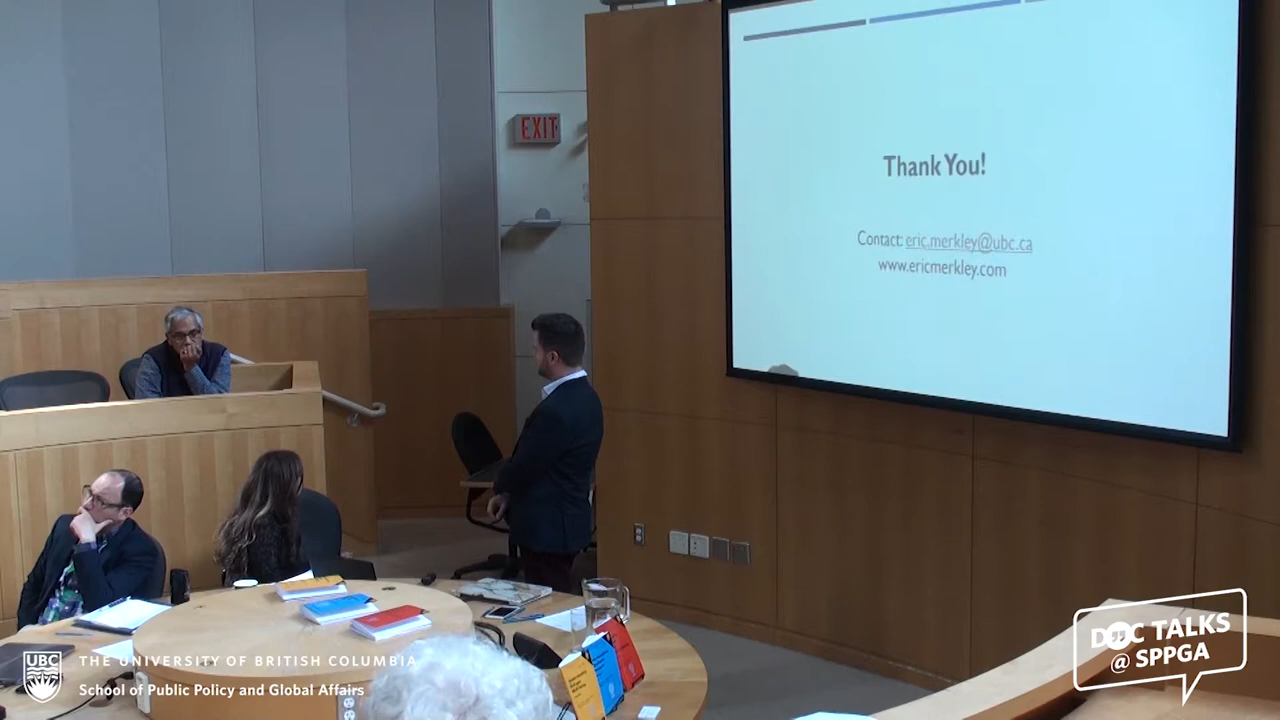 EXIT
Thank You!
Contact: eric.merkley@ubc.ca
www.ericmerkley.com
UBC
THE UNIVERSITY OF BRITISH COLUMBIA
School of Public Policy and Global Affairs
DOC TALKS
@ SPPGA